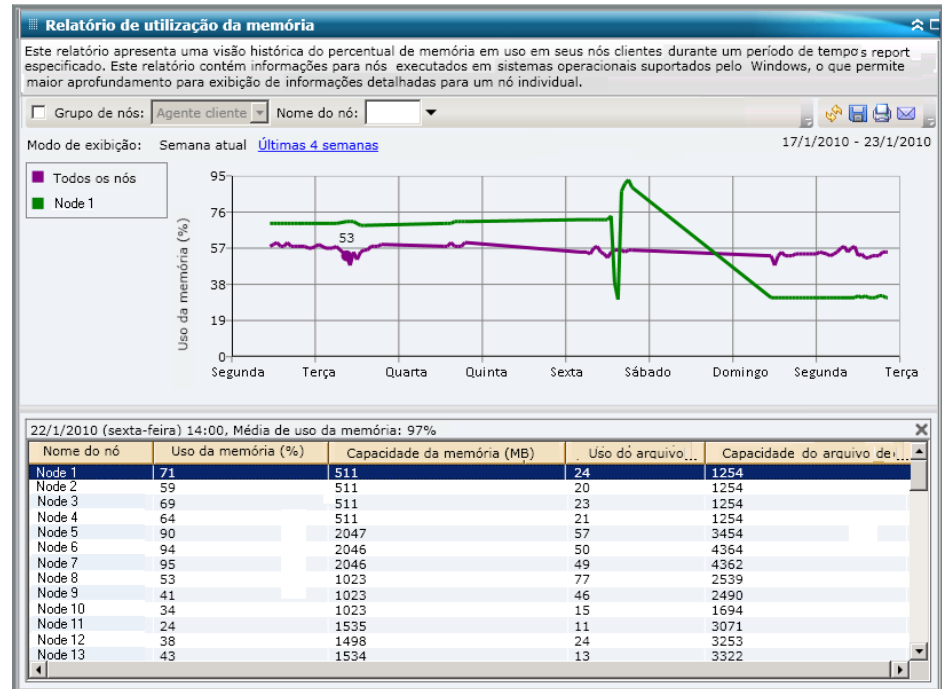 Relatório de utilização da memória
Este relatório apresenta uma visão histórica do percentual de memória em uso em seus nós clientes durante um período de tempo s report
especificado. Este relatório contém informações para nós executados em sistemas operacionais suportados pelo Windows, o que permite
maior aprofundamento para exibição de informações detalhadas para um nó individual.
Grupo de nós: Agente cliente Nome do nó:
Modo de exibição: Semana atual Últimas 4 semanas 17/1/2010 - 23/1/2010
Todos os nós
Node 1
Uso da memória (%)
95
76
57
38
19
0
53
Segunda Terça Quarta Quinta Sexta Sábado Domingo Segunda Terça
22/1/2010 (sexta-feira) 14:00, Média de uso da memória: 97%
Nome do nó Uso da memória (%) Capacidade da memória (MB) Uso do arquivo... Capacidade do arquivo de...
Node 1 71 511 24 1254
Node 2 59 511 20 1254
Node 3 69 511 23 1254
Node 4 64 511 21 1254
Node 5 90 2047 57 3454
Node 6 94 2046 50 4364
Node 7 95 2046 49 4362
Node 8 53 1023 77 2539
Node 9 41 1023 46 2490
Node 10 34 1023 15 1694
Node 11 24 1535 11 3071
Node 12 38 1498 24 3253
Node 13 43 1534 13 3322